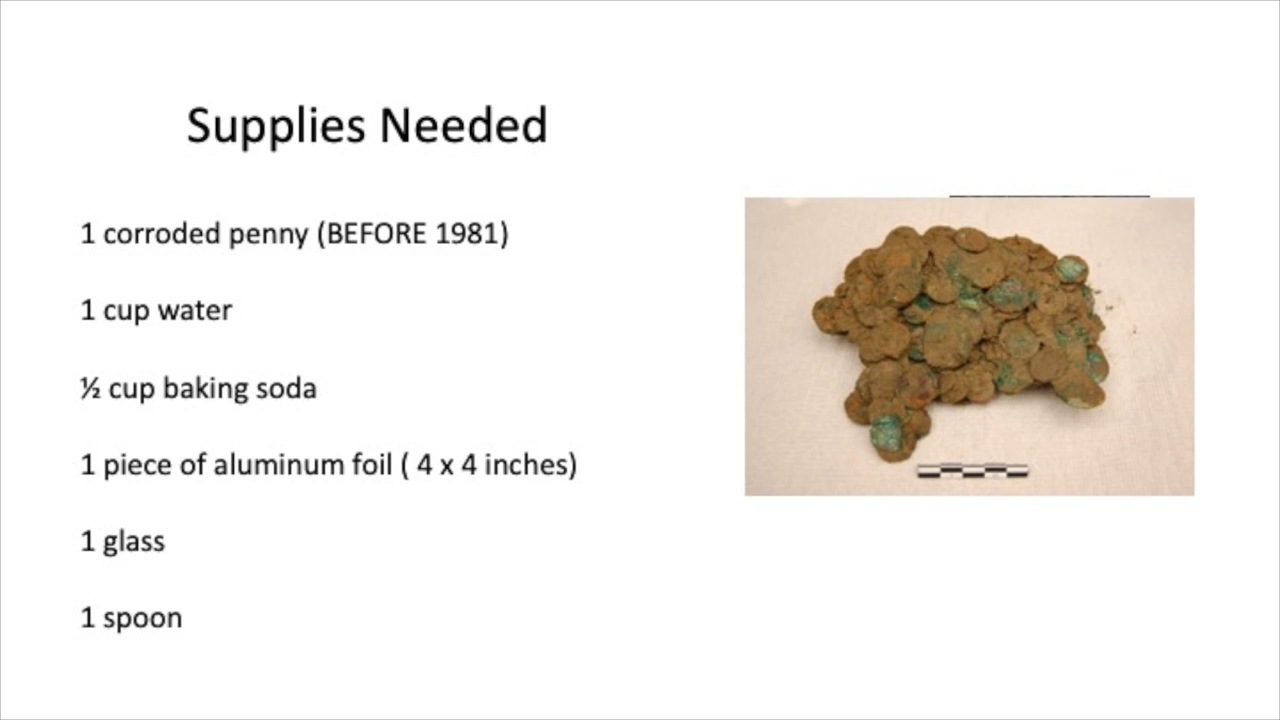 Supplies Needed
1 corroded penny (BEFORE 1981)
1 cup water
½ cup baking soda
1 piece of aluminum foil ( 4 x 4 inches)
1 glass
1 spoon